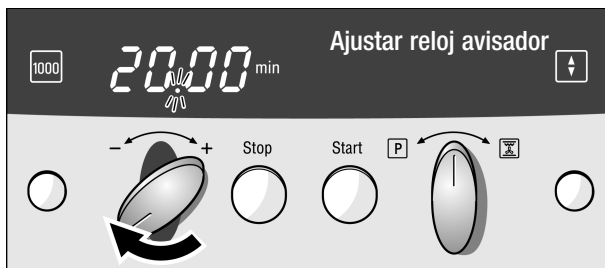 Ajustar reloj avisador
1000
20.00 min
- +
Stop
Start
P